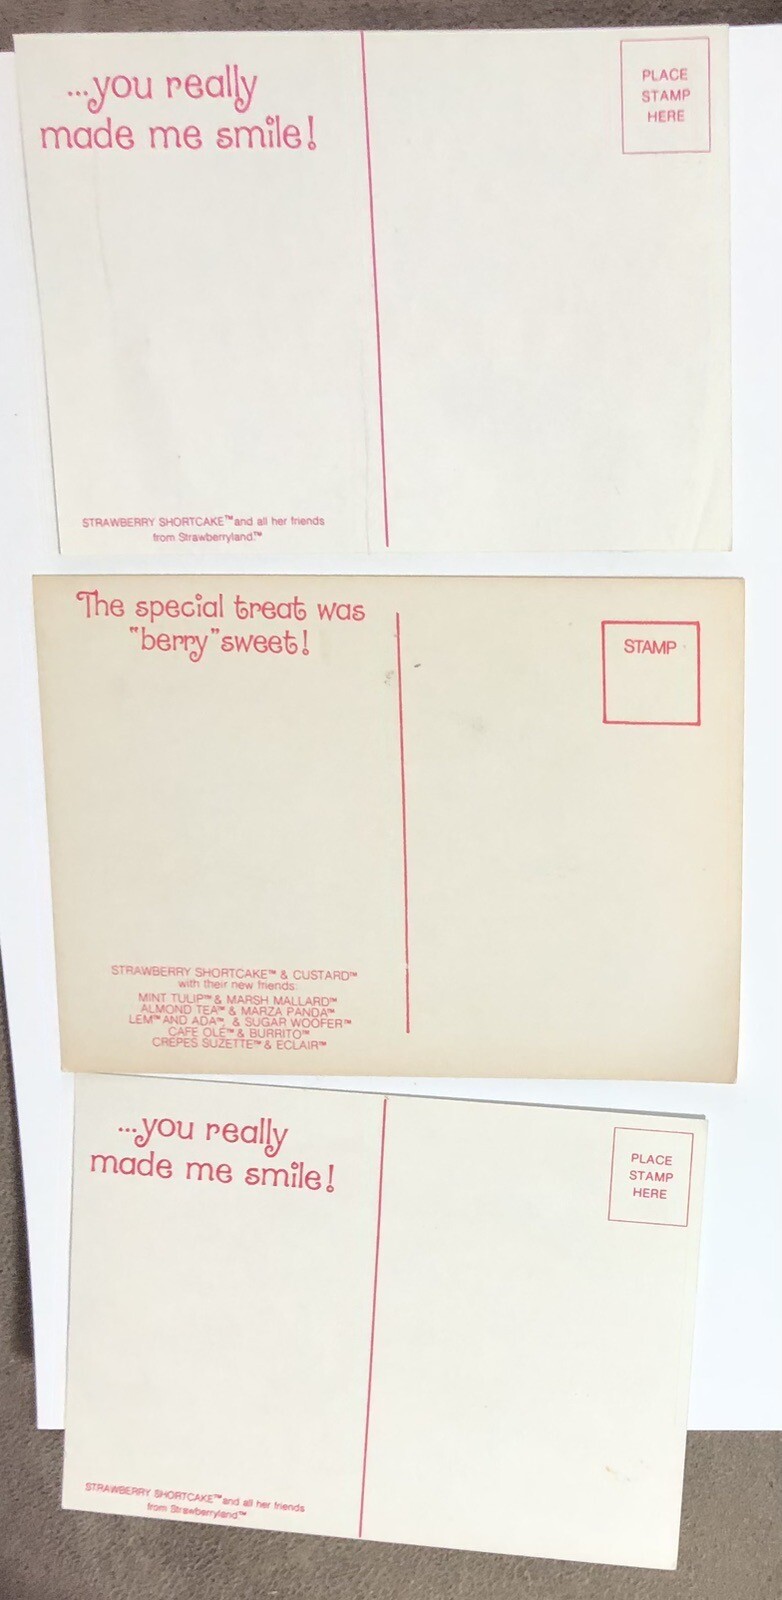 ...you really
made me smile!
PLACE
STAMP
HERE
STRAWBERRY SHORTCAKE™ and all her friends
from Strawberryland.™
The special treat was
"berry" sweet!
STAMP
STRAWBERRY SHORTCAKE™ & CUSTARD™
with their new friends:
MINT TULIP™ & MARSH MALLARD™
ALMOND TEA™ & MARZA PANDA™
LEM™ AND ADA™, & SUGAR WOOFER™
CAFE OLÉ™ & BURRITO™
CREPES SUZETTE™ & ECLAIR™
...you really
made me smile!
PLACE
STAMP
HERE
STRAWBERRY SHORTCAKE™ and all her friends
from Strawberryland™